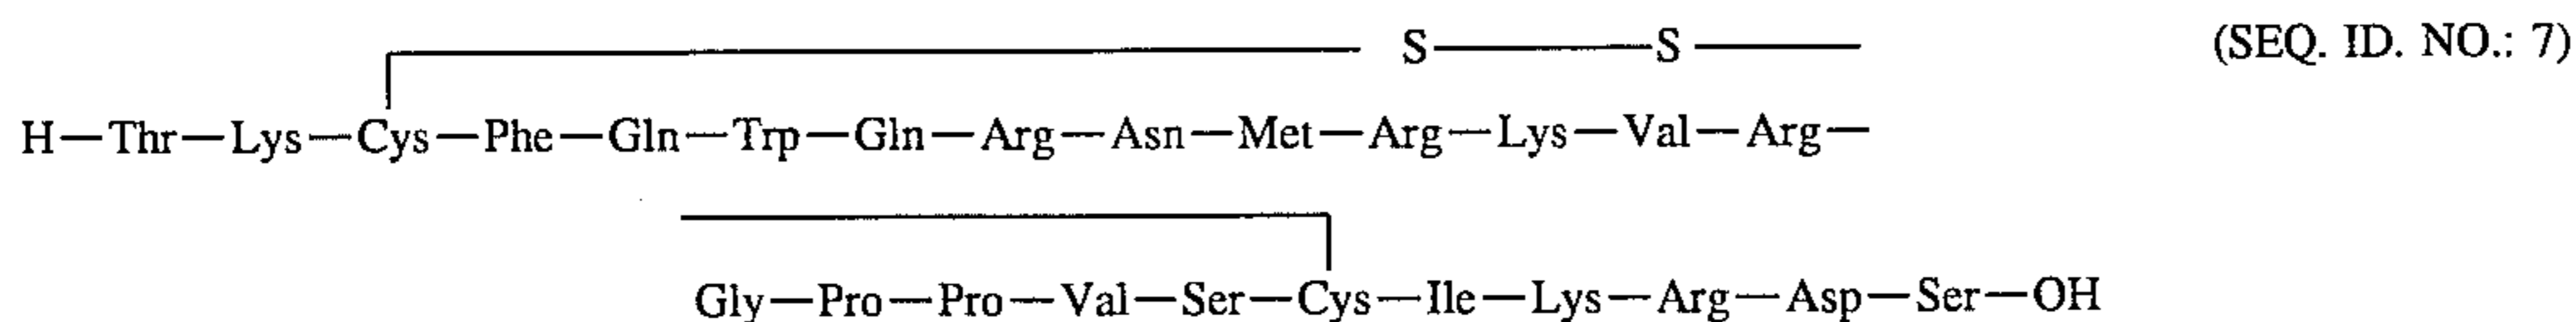 S—S (SEQ. ID. NO.: 7)
H—Thr—Lys—Cys—Phe—Gln—Trp—Gln—Arg—Asn—Met—Arg—Lys—Val—Arg—
Gly—Pro—Pro—Val—Ser—Cys—Ile—Lys—Arg—Asp—Ser—OH